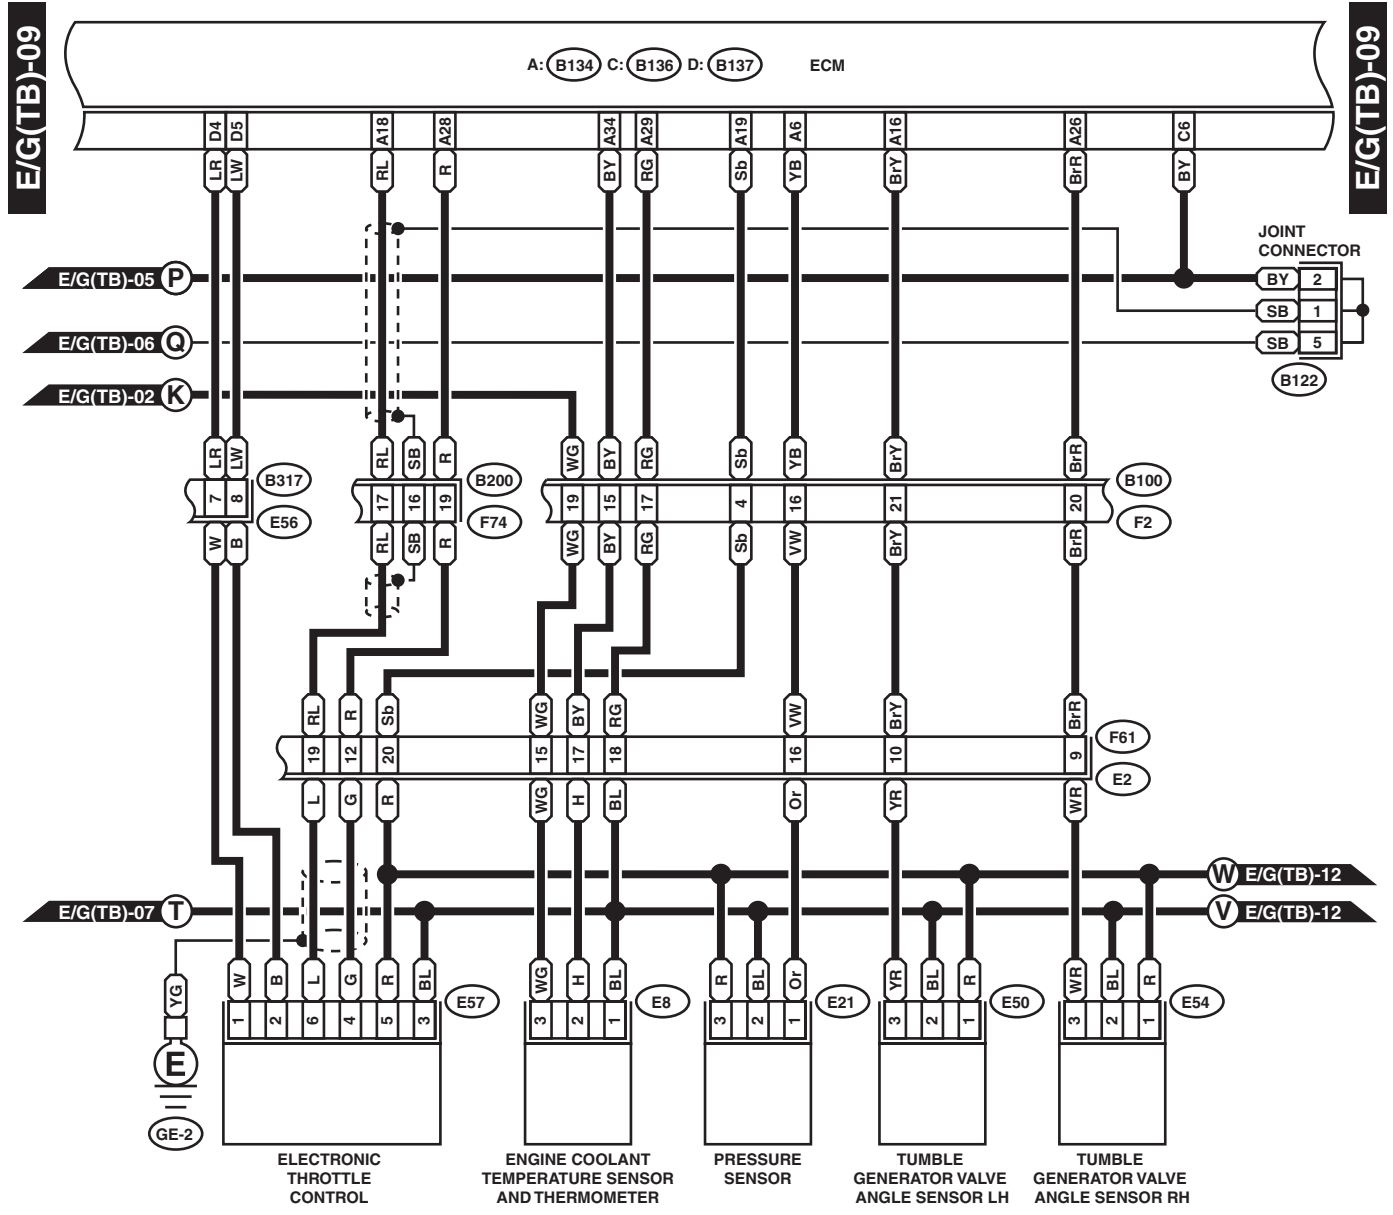 E/G(TB)-09
E/G(TB)-09
A: B134 C: B136 D: B137 ECM
D4 D5 A18 A28 A34 A29 A19 A6 A16 A26 C6
LR LW RL R BY RG Sb YB BrY BrR BY
JOINT
CONNECTOR
E/G(TB)-05 P BY 2
SB 1
E/G(TB)-06 Q SB 5
B122
E/G(TB)-02 K
LR LW RL SB R WG BY RG Sb YB BrY BrR
B317 B200 B100
7 8 17 16 19 19 15 17 4 16 21 20
E56 F74 F2
W B RL SB R WG BY RG Sb VW BrY BrR
RL R Sb WG BY RG VW BrY BrR
F61
19 12 20 15 17 18 16 10 9
E2
L G R WG H BL Or YR WR
W E/G(TB)-12
E/G(TB)-07 T V E/G(TB)-12
YG W B L G R BL WG H BL R BL Or YR BL R WR BL R
E57 E8 E21 E50 E54
1 2 6 4 5 3 3 2 1 3 2 1 3 2 1 3 2 1
E
GE-2
ELECTRONIC
THROTTLE
CONTROL
ENGINE COOLANT
TEMPERATURE SENSOR
AND THERMOMETER
PRESSURE
SENSOR
TUMBLE
GENERATOR VALVE
ANGLE SENSOR LH
TUMBLE
GENERATOR VALVE
ANGLE SENSOR RH